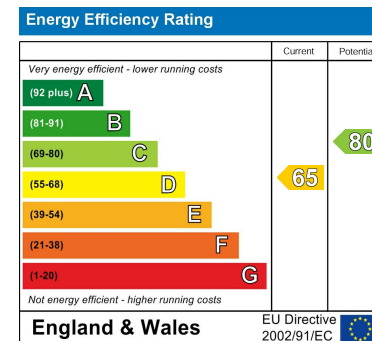 Energy Efficiency Rating
Current Potentia
Very energy efficient - lower running costs
(92 plus) A
(81-91) B
(69-80) C
80
(55-68) D
65
(39-54) E
(21-38) F
(1-20) G
Not energy efficient - higher running costs
England & Wales
EU Directive
2002/91/EC